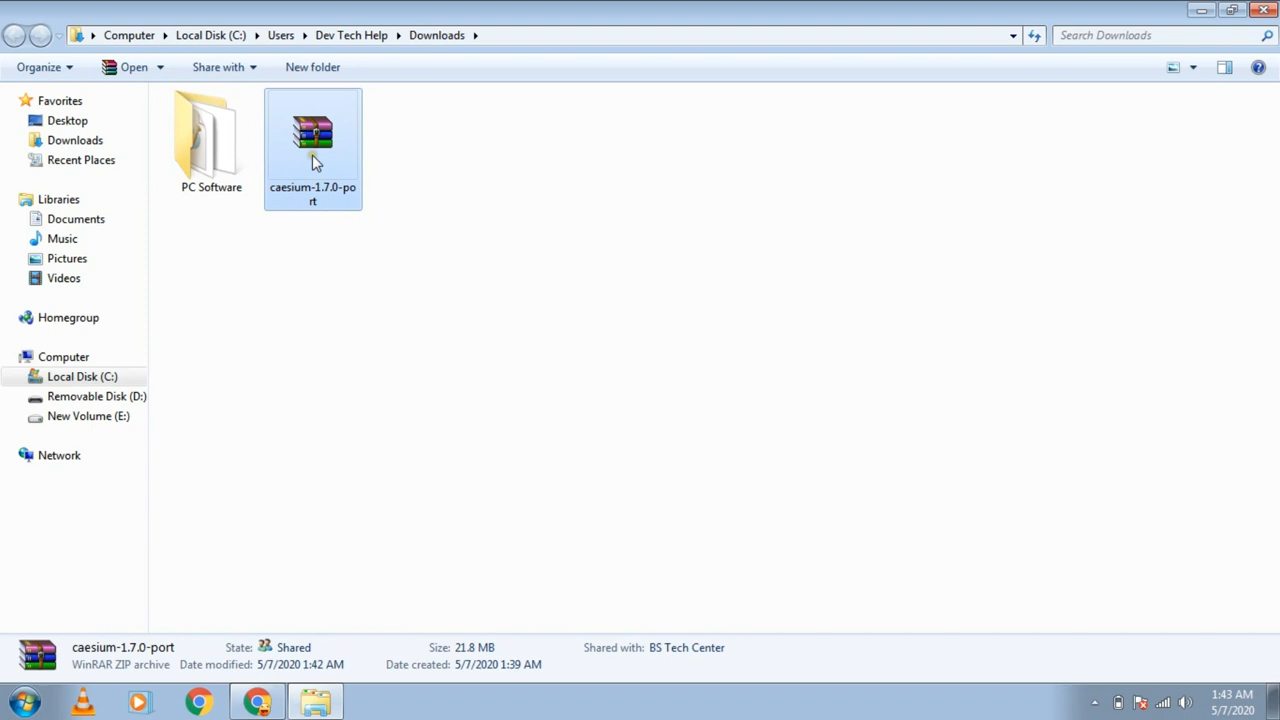 Computer Local Disk (C:) Users Dev Tech Help Downloads
Search Downloads
Organize Open Share with New folder
Favorites
Desktop
Downloads
Recent Places
Libraries
Documents
Music
Pictures
Videos
Homegroup
Computer
Local Disk (C:)
Removable Disk (D:)
New Volume (E:)
Network
PC Software
caesium-1.7.0-po
rt
caesium-1.7.0-port State: Shared Size: 21.8 MB Shared with: BS Tech Center
WinRAR ZIP archive Date modified: 5/7/2020 1:42 AM Date created: 5/7/2020 1:39 AM
1:43 AM
5/7/2020